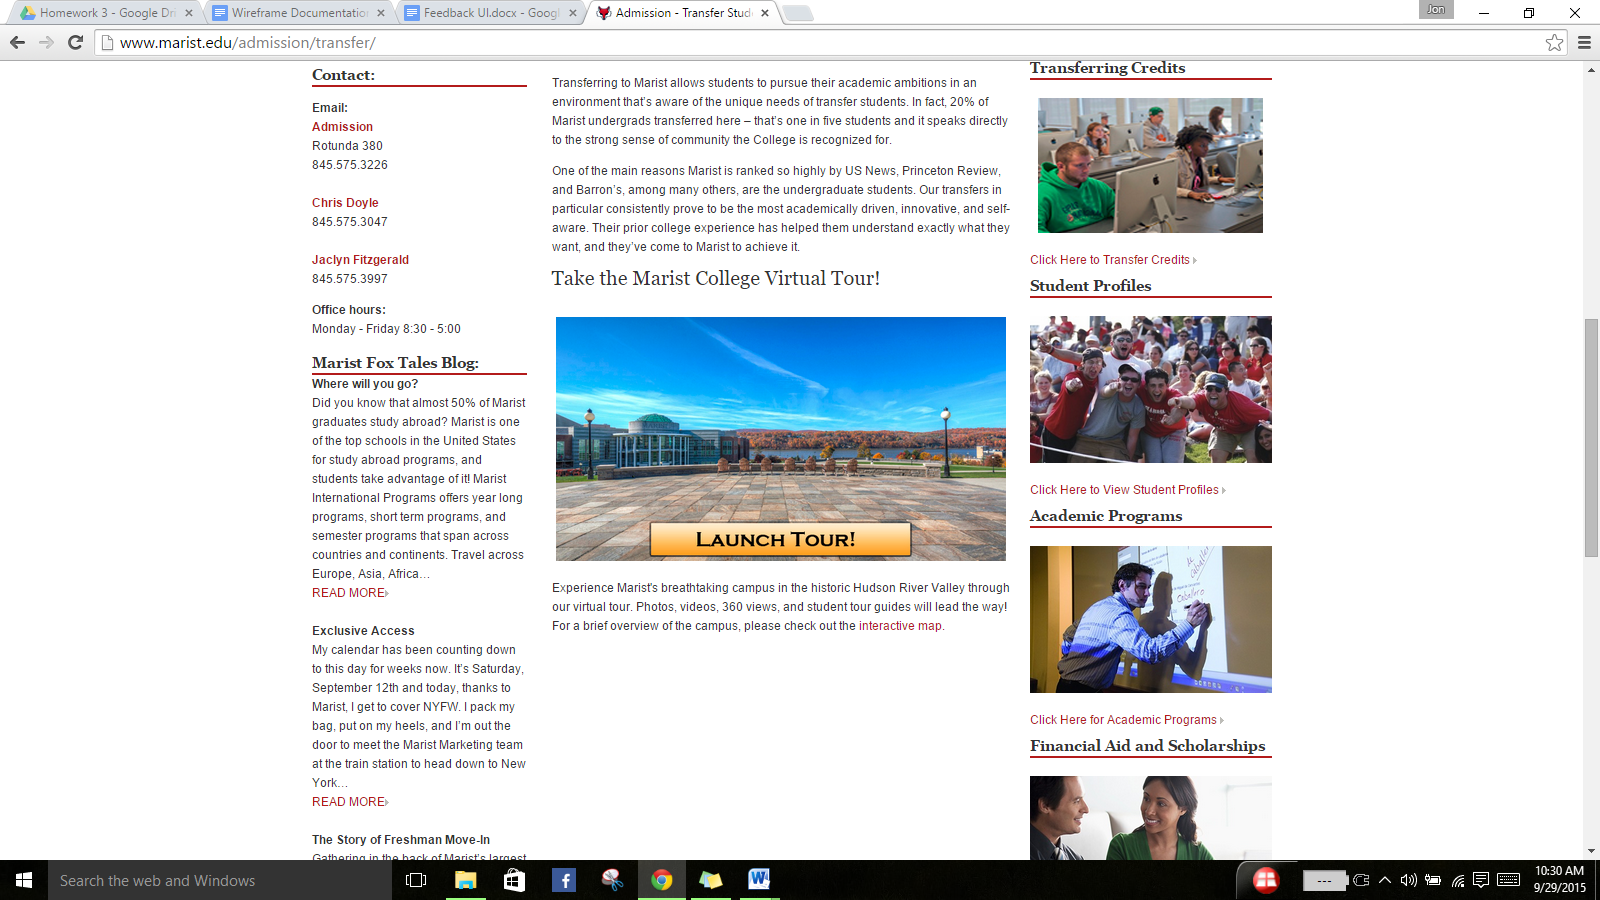 Homework 3 - Google Dri
Wireframe Documentation
Feedback UI.docx - Googl
Admission - Transfer Stud
Jon
www.marist.edu/admission/transfer/
Contact:
Email:
Admission
Rotunda 380
845.575.3226
Chris Doyle
845.575.3047
Jaclyn Fitzgerald
845.575.3997
Office hours:
Monday - Friday 8:30 - 5:00
Marist Fox Tales Blog:
Where will you go?
Did you know that almost 50% of Marist
graduates study abroad? Marist is one
of the top schools in the United States
for study abroad programs, and
students take advantage of it! Marist
International Programs offers year long
programs, short term programs, and
semester programs that span across
countries and continents. Travel across
Europe, Asia, Africa…
READ MORE
Exclusive Access
My calendar has been counting down
to this day for weeks now. It's Saturday,
September 12th and today, thanks to
Marist, I get to cover NYFW. I pack my
bag, put on my heels, and I'm out the
door to meet the Marist Marketing team
at the train station to head down to New
York…
READ MORE
The Story of Freshman Move-In
Gathering in the back of Marist's largest
Transferring to Marist allows students to pursue their academic ambitions in an
environment that's aware of the unique needs of transfer students. In fact, 20% of
Marist undergrads transferred here – that's one in five students and it speaks directly
to the strong sense of community the College is recognized for.
One of the main reasons Marist is ranked so highly by US News, Princeton Review,
and Barron's, among many others, are the undergraduate students. Our transfers in
particular consistently prove to be the most academically driven, innovative, and self-
aware. Their prior college experience has helped them understand exactly what they
want, and they've come to Marist to achieve it.
Take the Marist College Virtual Tour!
LAUNCH TOUR!
Experience Marist's breathtaking campus in the historic Hudson River Valley through
our virtual tour. Photos, videos, 360 views, and student tour guides will lead the way!
For a brief overview of the campus, please check out the interactive map.
Transferring Credits
Click Here to Transfer Credits
Student Profiles
Click Here to View Student Profiles
Academic Programs
Caballero
Click Here for Academic Programs
Financial Aid and Scholarships
Search the web and Windows
---
10:30 AM
9/29/2015